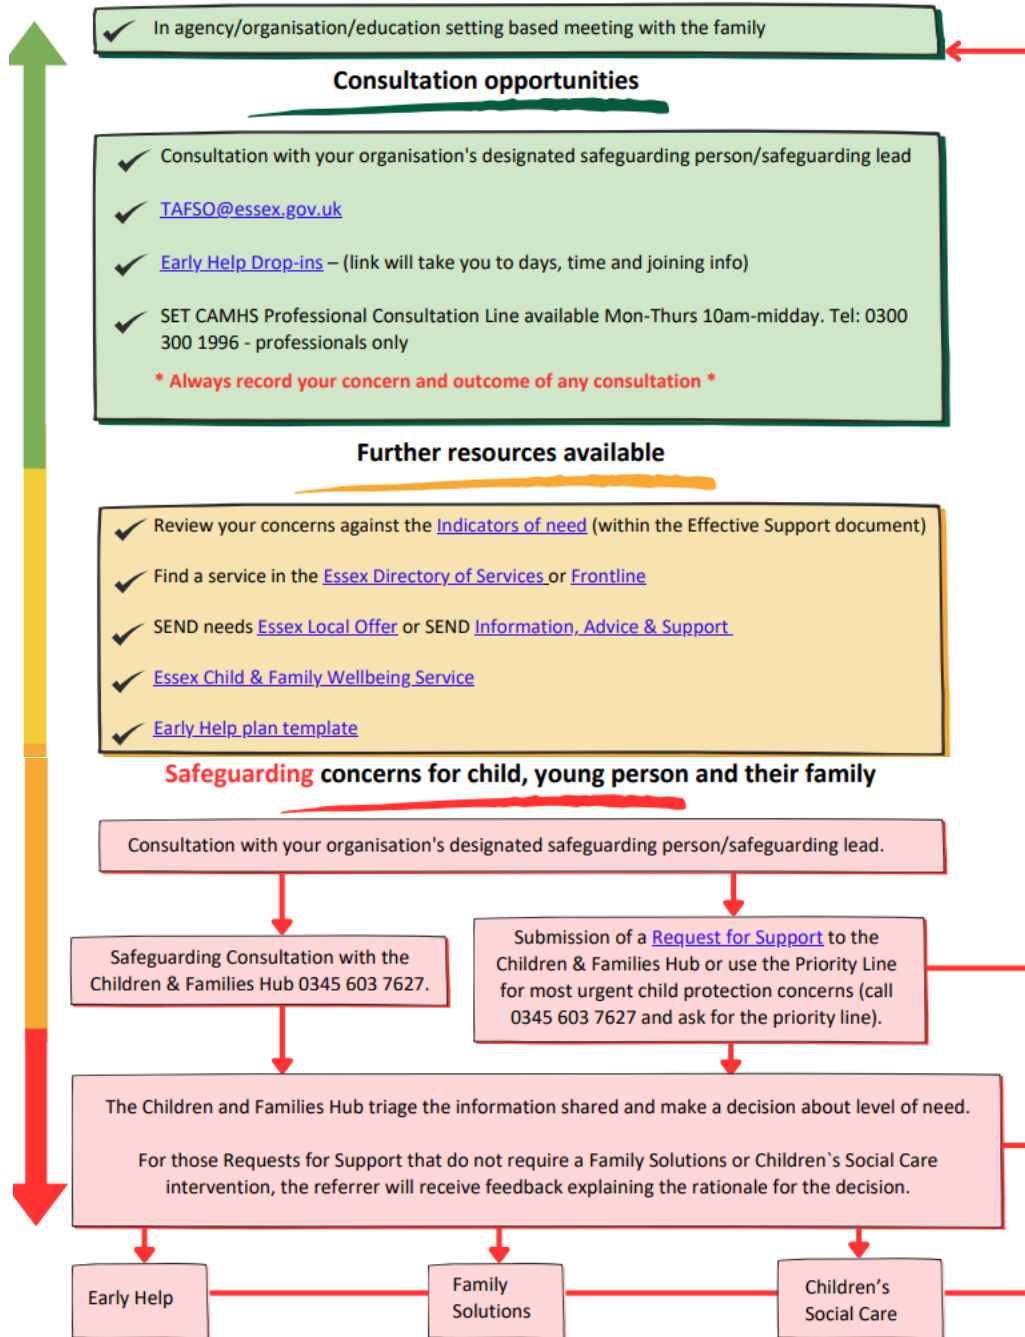 In agency/organisation/education setting based meeting with the family
Consultation opportunities
Consultation with your organisation's designated safeguarding person/safeguarding lead
TAFSO@essex.gov.uk
Early Help Drop-ins – (link will take you to days, time and joining info)
SET CAMHS Professional Consultation Line available Mon-Thurs 10am-midday. Tel: 0300
300 1996 - professionals only
* Always record your concern and outcome of any consultation *
Further resources available
Review your concerns against the Indicators of need (within the Effective Support document)
Find a service in the Essex Directory of Services or Frontline
SEND needs Essex Local Offer or SEND Information, Advice & Support
Essex Child & Family Wellbeing Service
Early Help plan template
Safeguarding concerns for child, young person and their family
Consultation with your organisation's designated safeguarding person/safeguarding lead.
Safeguarding Consultation with the
Children & Families Hub 0345 603 7627.
Submission of a Request for Support to the
Children & Families Hub or use the Priority Line
for most urgent child protection concerns (call
0345 603 7627 and ask for the priority line).
The Children and Families Hub triage the information shared and make a decision about level of need.
For those Requests for Support that do not require a Family Solutions or Children`s Social Care
intervention, the referrer will receive feedback explaining the rationale for the decision.
Early Help
Family
Solutions
Children’s
Social Care